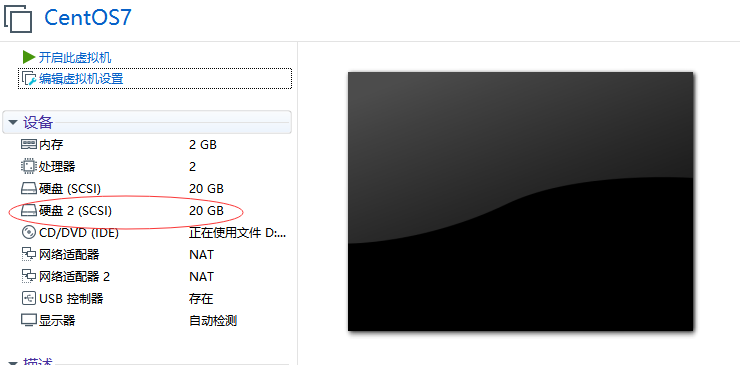 CentOS7
开启此虚拟机
编辑虚拟机设置
设备
内存 2 GB
处理器 2
硬盘 (SCSI) 20 GB
硬盘 2 (SCSI) 20 GB
CD/DVD (IDE) 正在使用文件 D:...
网络适配器 NAT
网络适配器 2 NAT
USB 控制器 存在
显示器 自动检测
描述